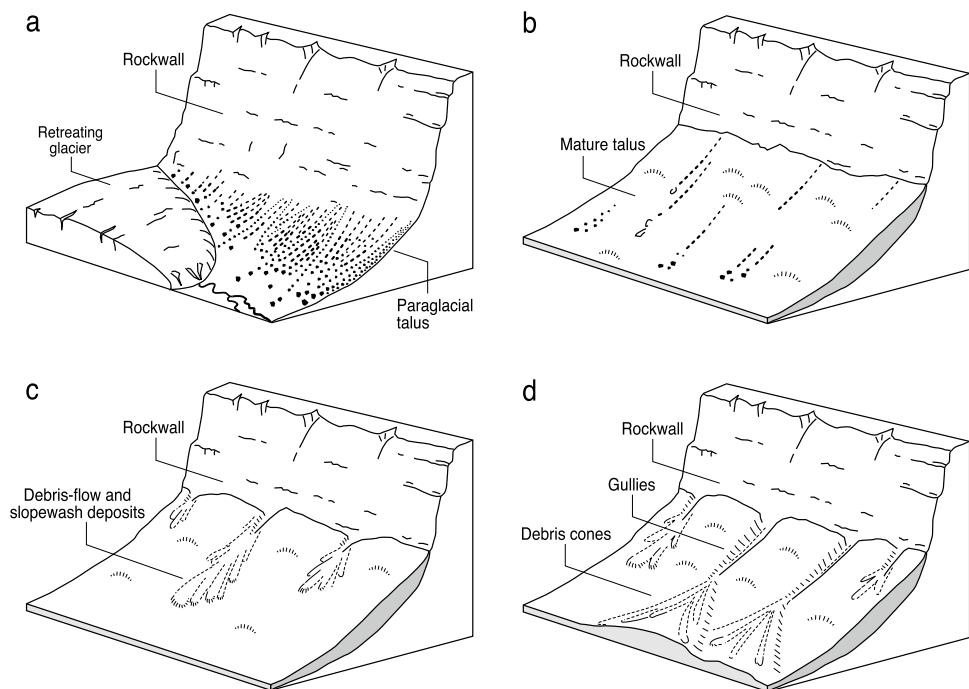 a
Rockwall
Retreating
glacier
Paraglacial
talus
b
Rockwall
Mature talus
c
Rockwall
Debris-flow and
slopewash deposits
d
Rockwall
Gullies
Debris cones